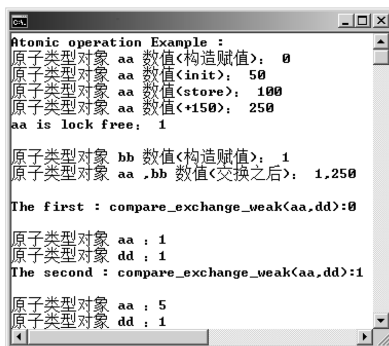 Atomic operation Example :
原子类型对象 aa 数值(构造赋值)： 0
原子类型对象 aa 数值(init)： 50
原子类型对象 aa 数值(store)： 100
原子类型对象 aa 数值(+150)： 250
aa is lock free： 1
原子类型对象 bb 数值(构造赋值)： 1
原子类型对象 aa ,bb 数值(交换之后)： 1,250
The first : compare_exchange_weak(aa,dd):0
原子类型对象 aa ：1
原子类型对象 dd ：1
The second : compare_exchange_weak(aa,dd):1
原子类型对象 aa ：5
原子类型对象 dd ：1